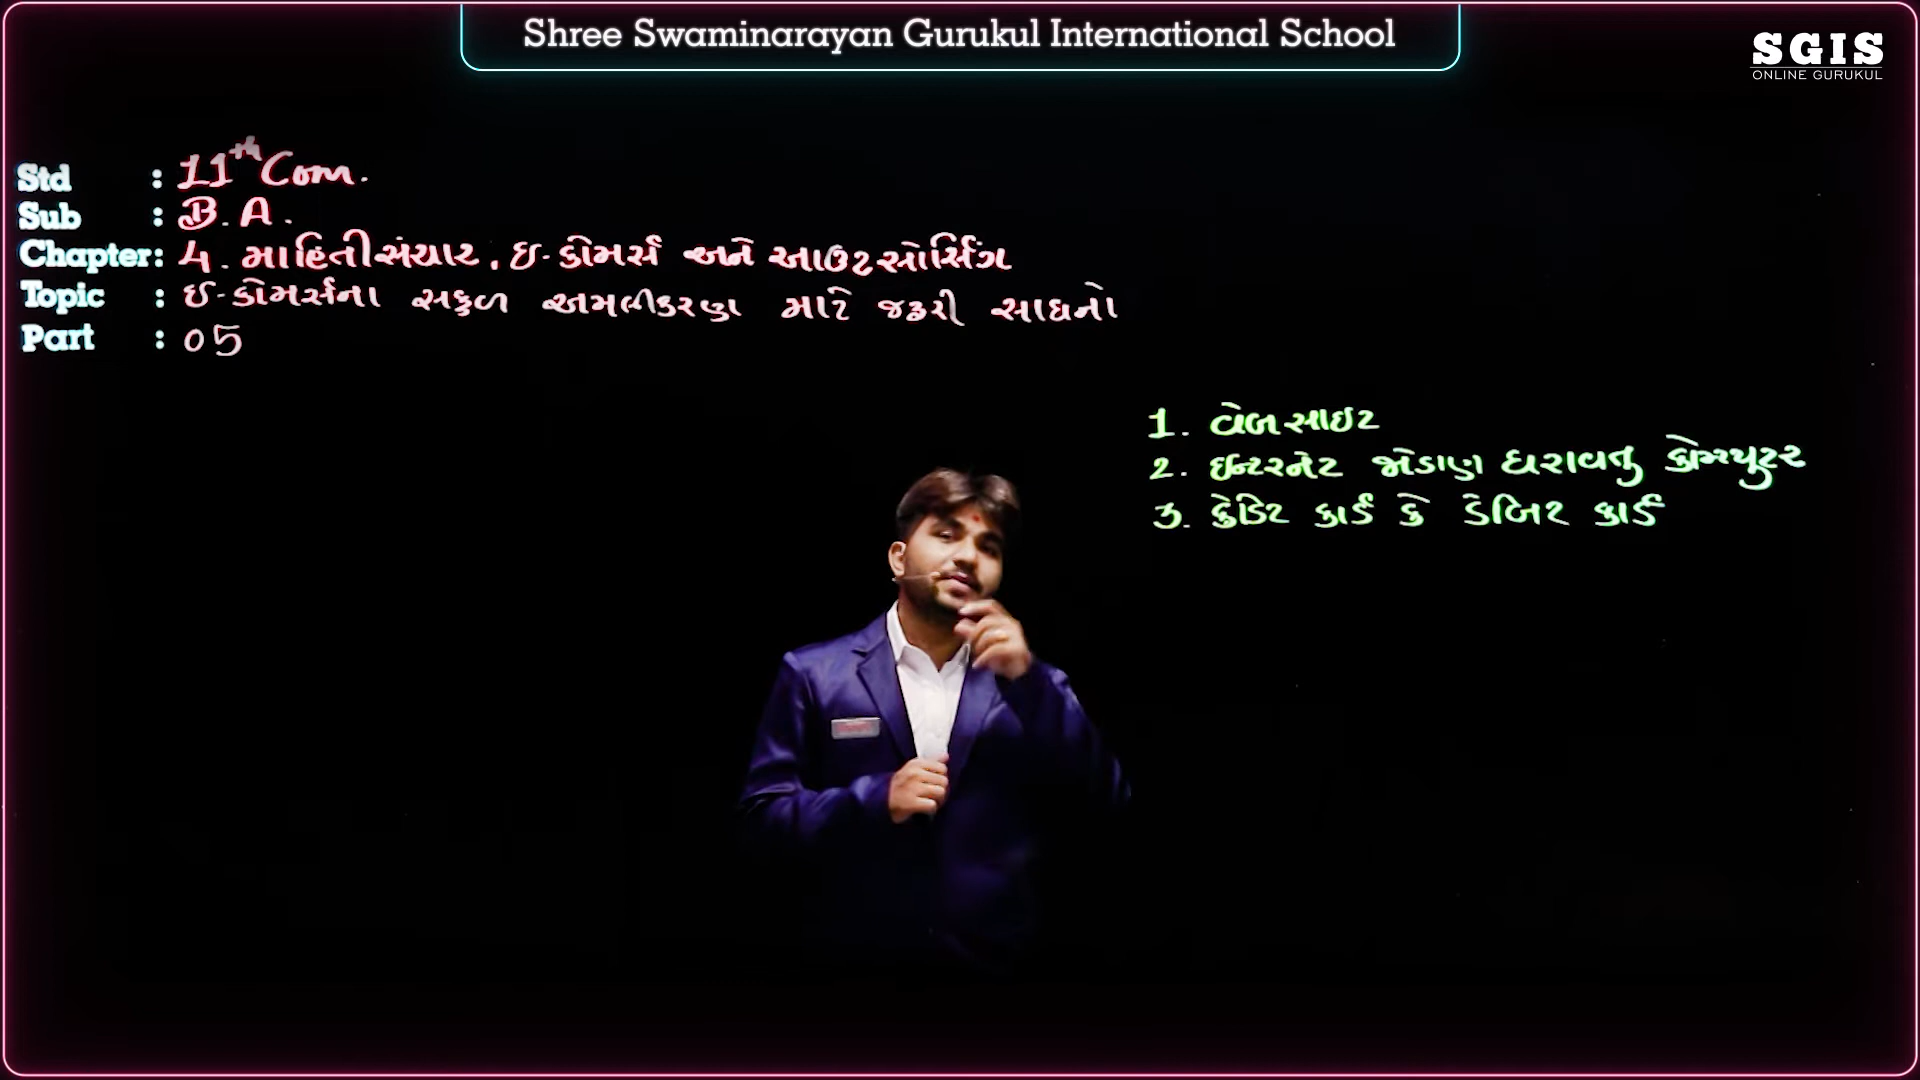 Shree Swaminarayan Gurukul International School
SGIS
ONLINE GURUKUL
Std : 11th Com.
Sub : B.A.
Chapter: 4. માહિતીસંચાર, ઇ-કોમર્સ અને આઉટસોર્સિંગ
Topic : ઈ-કોમર્સના સફળ અમલીકરણ માટે જરૂરી સાધનો
Part : 05
1. વેબસાઇટ
2. ઇન્ટરનેટ જોડાણ ધરાવતુ કોમ્પ્યુટર
3. ક્રેડિટ કાર્ડ કે ડેબિટ કાર્ડ